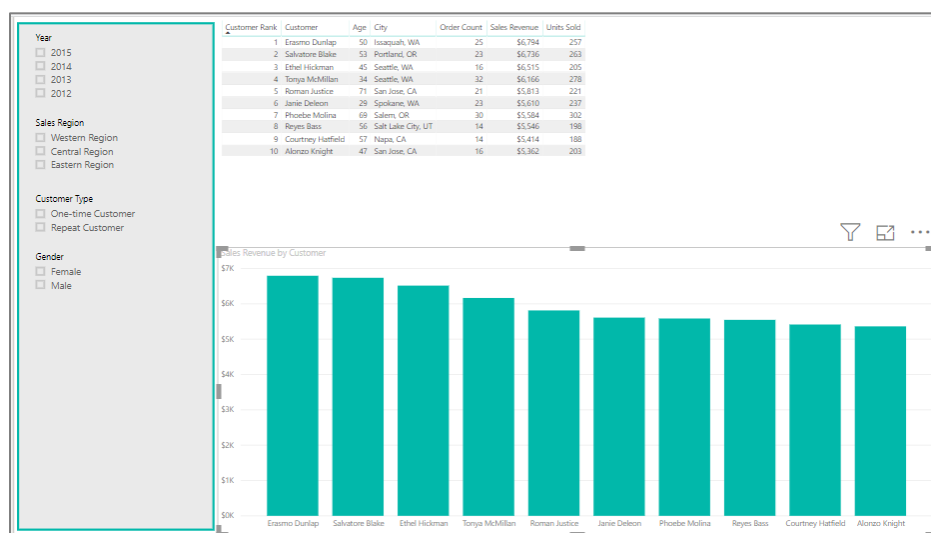 Year
2015
2014
2013
2012
Sales Region
Western Region
Central Region
Eastern Region
Customer Type
One-time Customer
Repeat Customer
Gender
Female
Male
Customer Rank Customer Age City Order Count Sales Revenue Units Sold
1 Erasmo Dunlap 50 Issaquah, WA 25 $6,794 257
2 Salvatore Blake 53 Portland, OR 23 $6,736 263
3 Ethel Hickman 45 Seattle, WA 16 $6,515 205
4 Tonya McMillan 34 Seattle, WA 32 $6,166 278
5 Roman Justice 71 San Jose, CA 21 $5,813 221
6 Janie Deleon 29 Spokane, WA 23 $5,610 237
7 Phoebe Molina 69 Salem, OR 30 $5,584 302
8 Reyes Bass 56 Salt Lake City, UT 14 $5,546 198
9 Courtney Hatfield 57 Napa, CA 14 $5,414 188
10 Alonzo Knight 47 San Jose, CA 16 $5,362 203
Sales Revenue by Customer
$7K
$6K
$5K
$4K
$3K
$2K
$1K
$0K
Erasmo Dunlap Salvatore Blake Ethel Hickman Tonya McMillan Roman Justice Janie Deleon Phoebe Molina Reyes Bass Courtney Hatfield Alonzo Knight